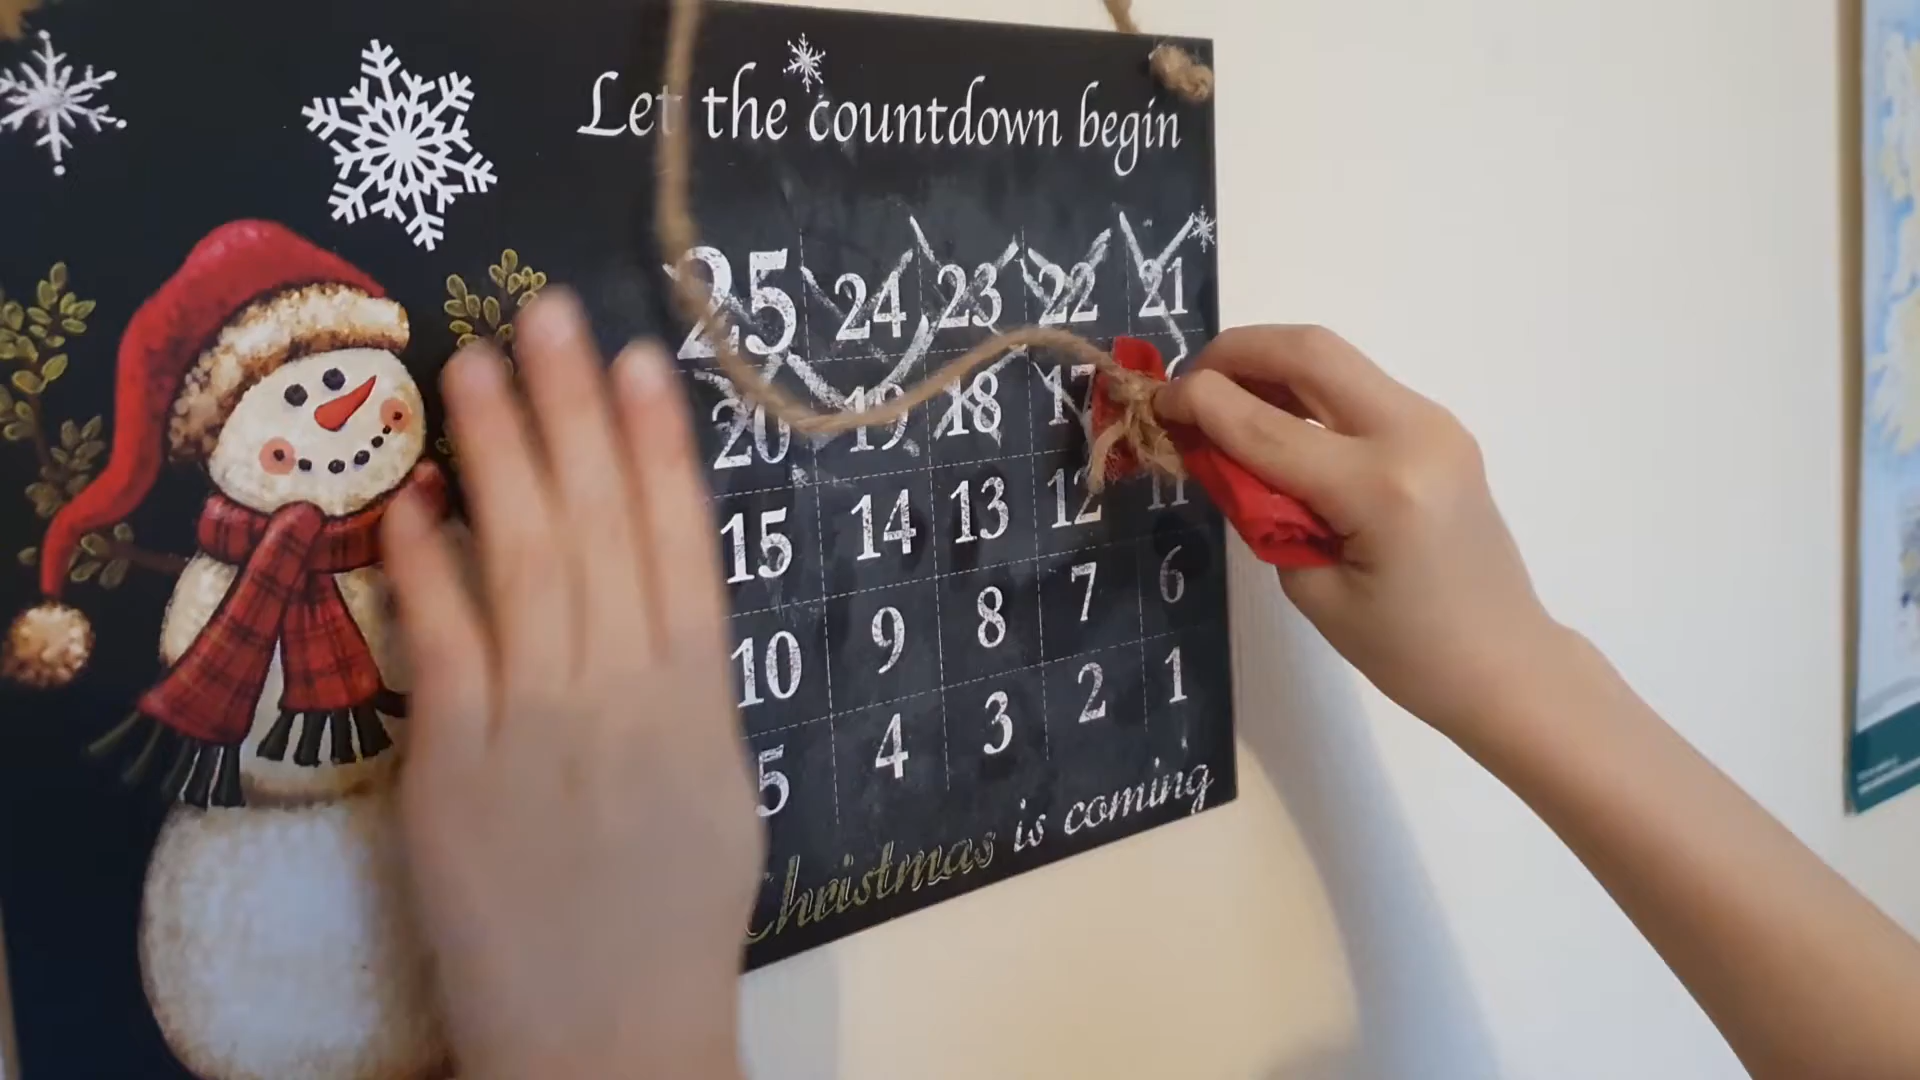 Let the countdown begin
25 24 23 22 21
20 19 18 17
15 14 13 12 11
10 9 8 7 6
5 4 3 2 1
Christmas is coming